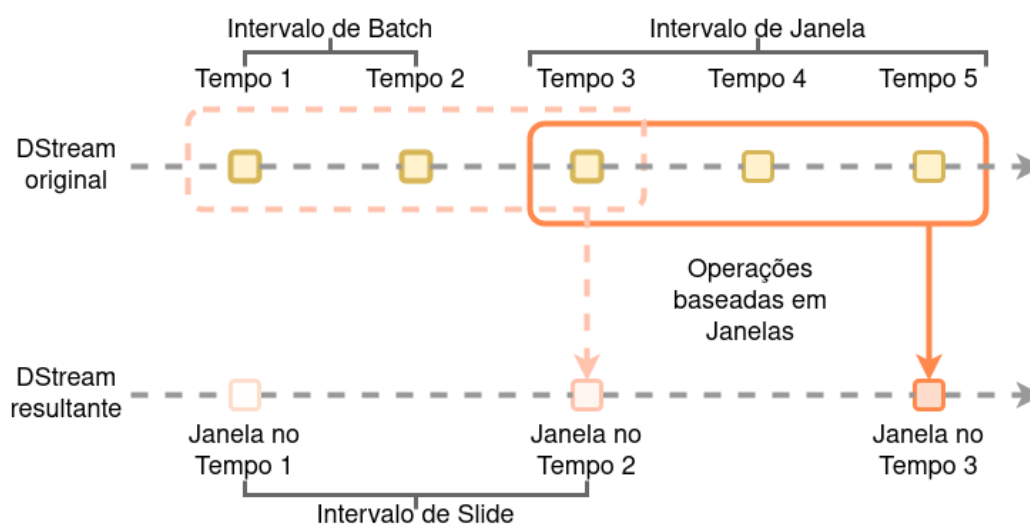 Intervalo de Batch
Intervalo de Janela
Tempo 1
Tempo 2
Tempo 3
Tempo 4
Tempo 5
DStream
original
Operações
baseadas em
Janelas
DStream
resultante
Janela no
Tempo 1
Janela no
Tempo 2
Janela no
Tempo 3
Intervalo de Slide